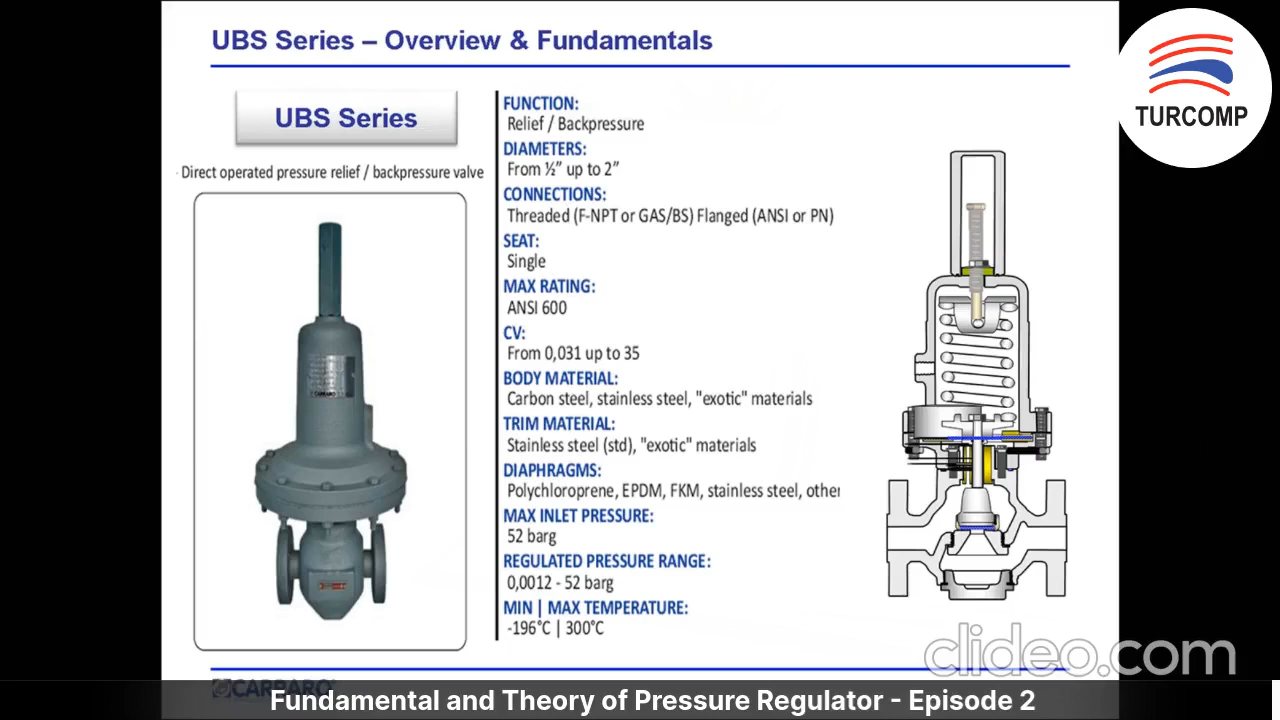 UBS Series – Overview & Fundamentals
TURCOMP
UBS Series
Direct operated pressure relief / backpressure valve
FUNCTION:
Relief / Backpressure
DIAMETERS:
From ½” up to 2”
CONNECTIONS:
Threaded (F-NPT or GAS/BS) Flanged (ANSI or PN)
SEAT:
Single
MAX RATING:
ANSI 600
CV:
From 0,031 up to 35
BODY MATERIAL:
Carbon steel, stainless steel, "exotic" materials
TRIM MATERIAL:
Stainless steel (std), "exotic" materials
DIAPHRAGMS:
Polychloroprene, EPDM, FKM, stainless steel, other
MAX INLET PRESSURE:
52 barg
REGULATED PRESSURE RANGE:
0,0012 - 52 barg
MIN | MAX TEMPERATURE:
-196°C | 300°C
clideo.com
CARRARO
Fundamental and Theory of Pressure Regulator - Episode 2